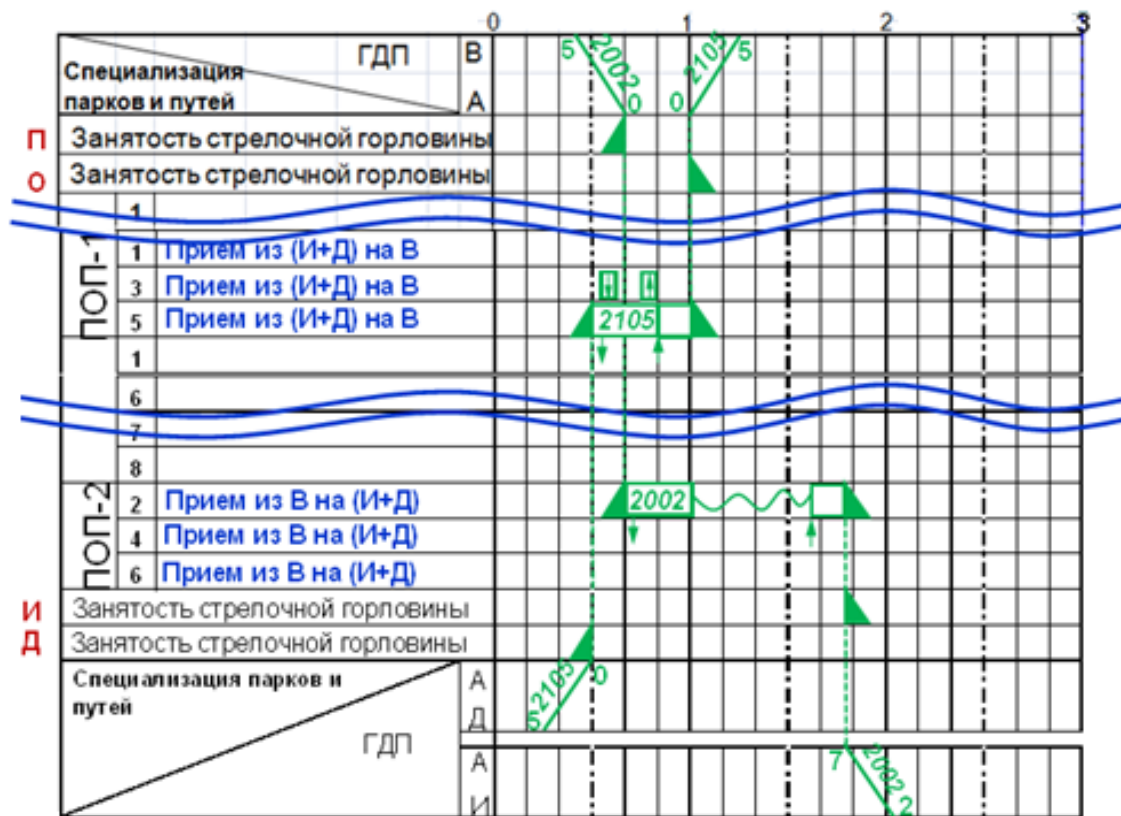 0 1 2 3
ГДП В
5 2002 2105 5
Специализация
парков и путей
А 0 0
П Занятость стрелочной горловины
О Занятость стрелочной горловины
1
ПОП-1
1 Прием из (И+Д) на В
3 Прием из (И+Д) на В
5 Прием из (И+Д) на В 2105
1
6
7
8
ПОП-2
2 Прием из В на (И+Д) 2002
4 Прием из В на (И+Д)
6 Прием из В на (И+Д)
И Занятость стрелочной горловины
Д Занятость стрелочной горловины
Специализация парков и
путей
А 2105 0
Д 5
ГДП
А 7 2002
И 2